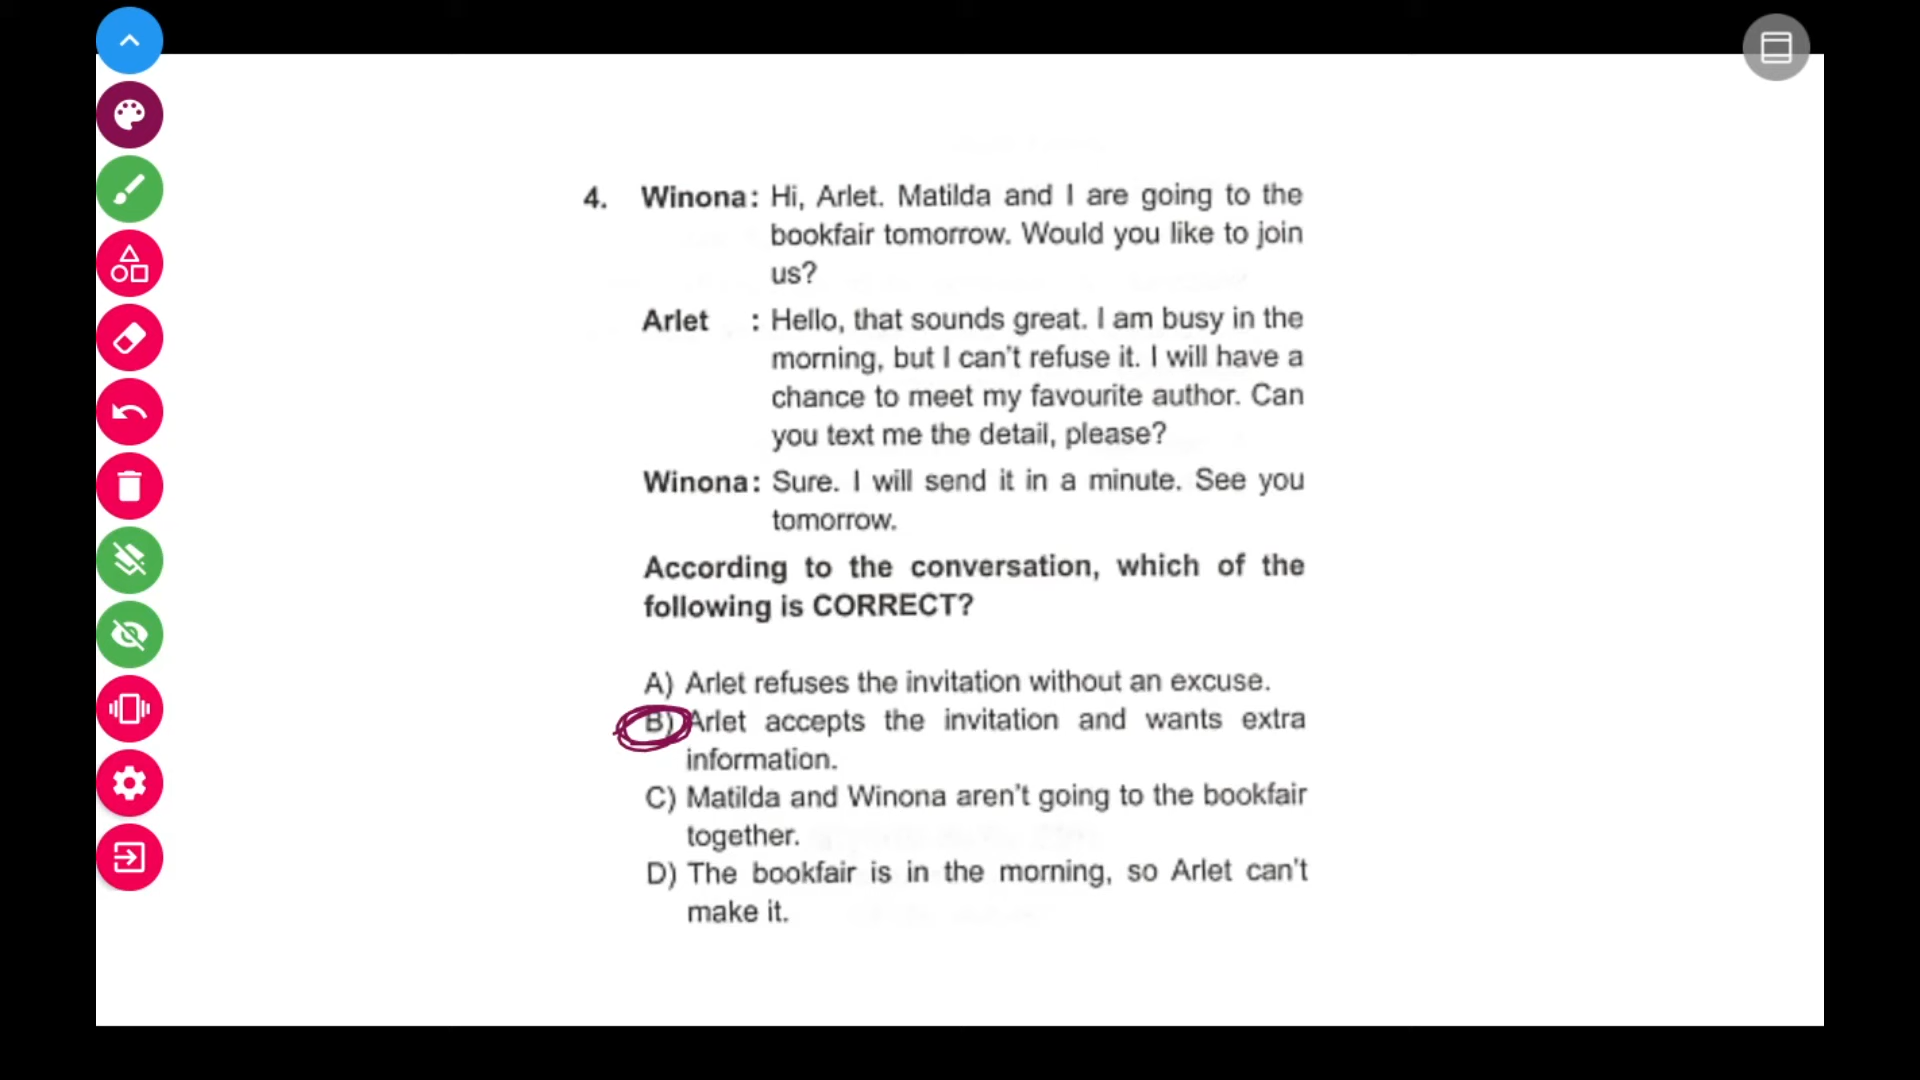 4. Winona: Hi, Arlet. Matilda and I are going to the
bookfair tomorrow. Would you like to join
us?
Arlet : Hello, that sounds great. I am busy in the
morning, but I can't refuse it. I will have a
chance to meet my favourite author. Can
you text me the detail, please?
Winona: Sure. I will send it in a minute. See you
tomorrow.
According to the conversation, which of the
following is CORRECT?
A) Arlet refuses the invitation without an excuse.
B) Arlet accepts the invitation and wants extra
information.
C) Matilda and Winona aren't going to the bookfair
together.
D) The bookfair is in the morning, so Arlet can't
make it.